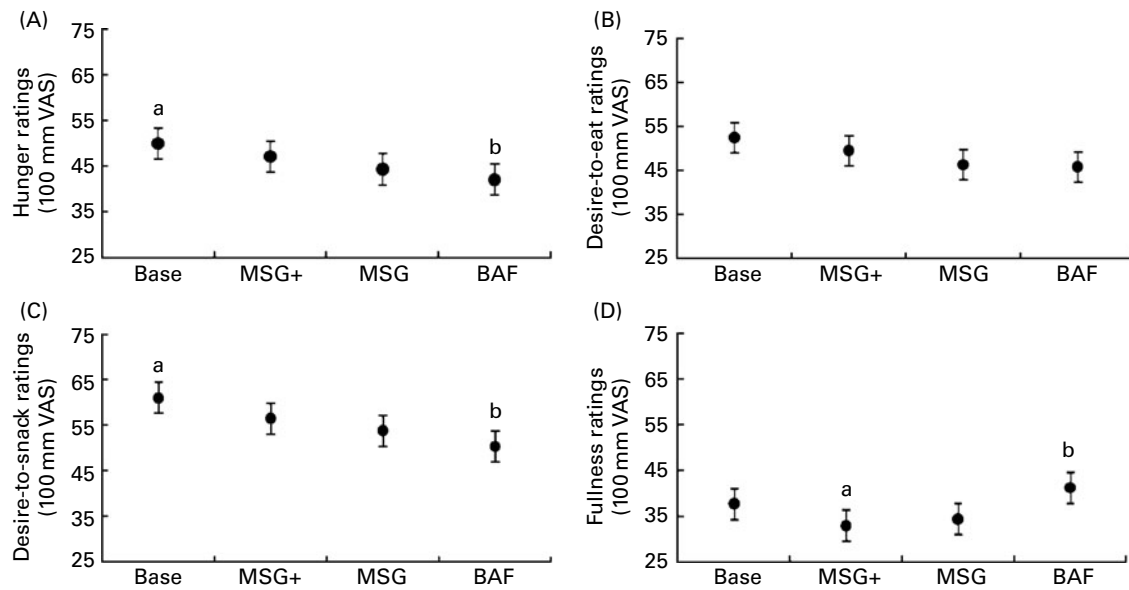 (A)
Hunger ratings
(100 mm VAS)
75
65
55
45
35
25
a
b
Base MSG+ MSG BAF
(B)
Desire-to-eat ratings
(100 mm VAS)
75
65
55
45
35
25
Base MSG+ MSG BAF
(C)
Desire-to-snack ratings
(100 mm VAS)
75
65
55
45
35
25
a
b
Base MSG+ MSG BAF
(D)
Fullness ratings
(100 mm VAS)
75
65
55
45
35
25
a
b
Base MSG+ MSG BAF